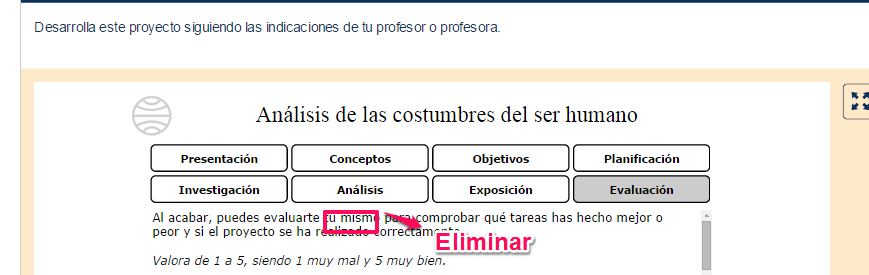 Desarrolla este proyecto siguiendo las indicaciones de tu profesor o profesora.
Análisis de las costumbres del ser humano
Presentación
Conceptos
Objetivos
Planificación
Investigación
Análisis
Exposición
Evaluación
Al acabar, puedes evaluarte tu mismo para comprobar qué tareas has hecho mejor o
peor y si el proyecto se ha realizado correctamente.
Eliminar
Valora de 1 a 5, siendo 1 muy mal y 5 muy bien.